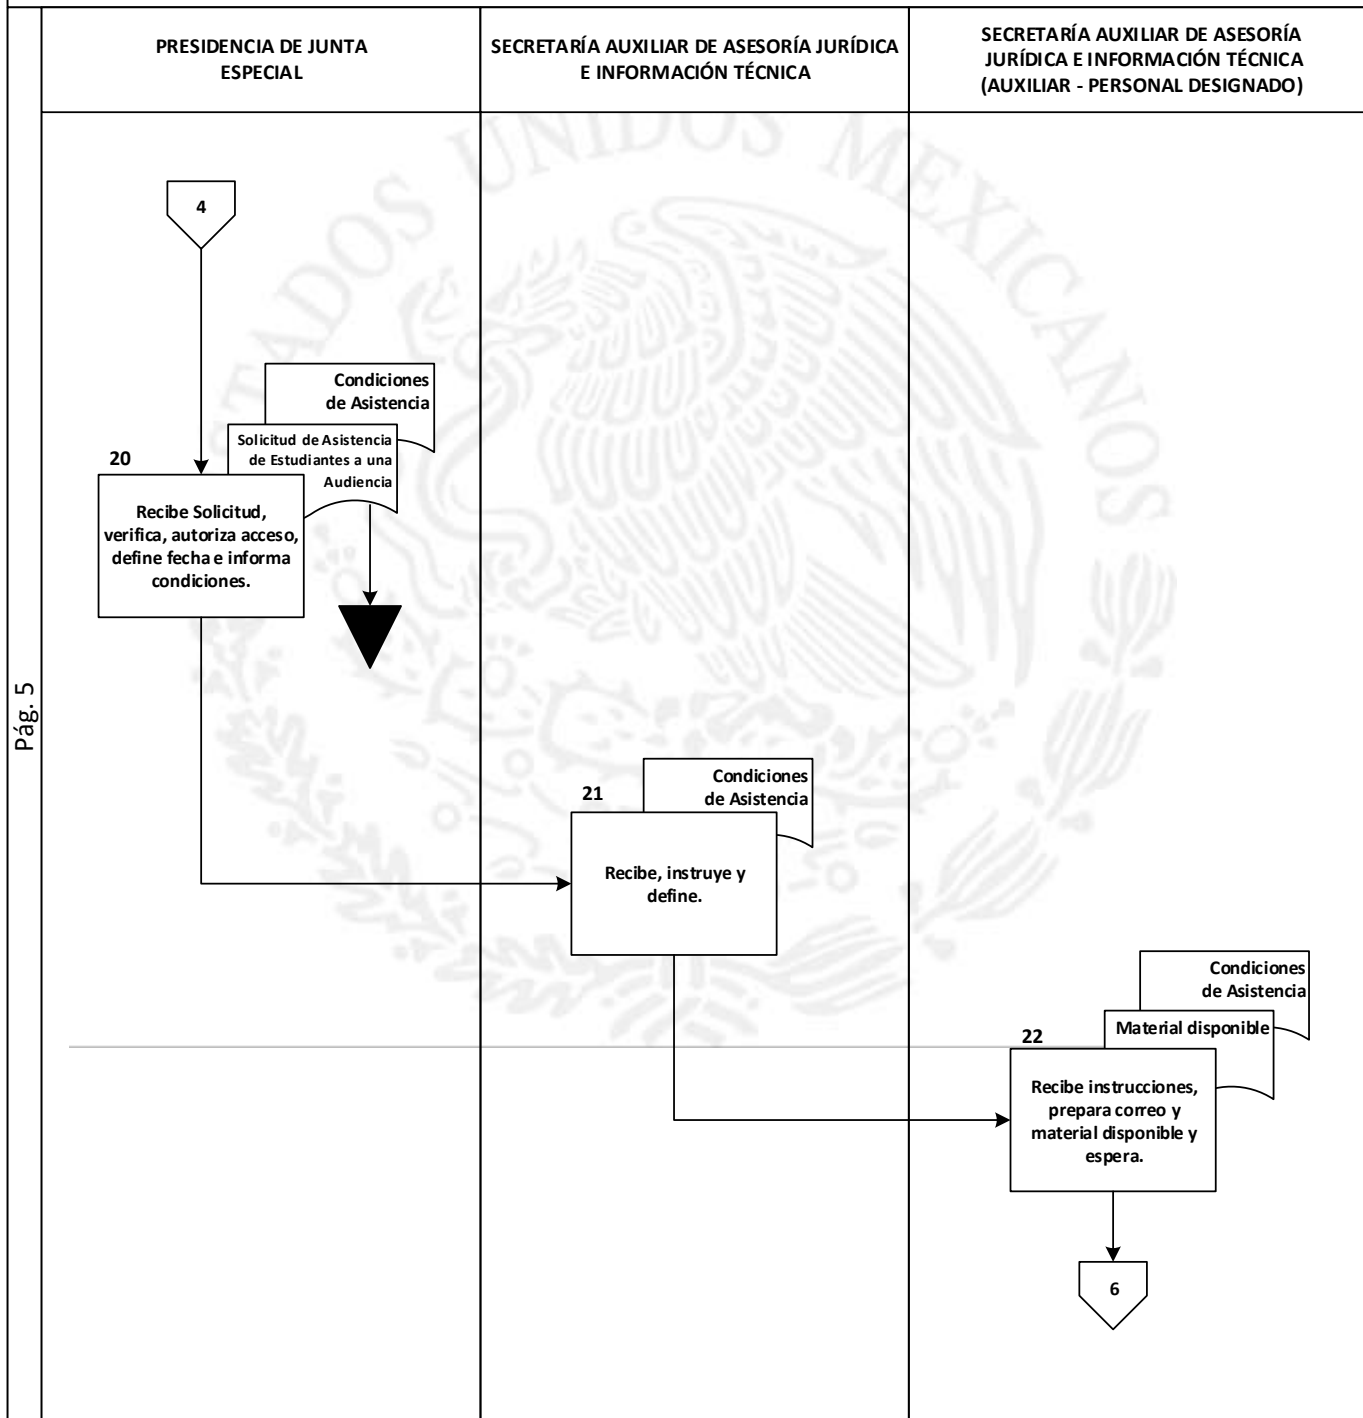 PRESIDENCIA DE JUNTA
ESPECIAL
SECRETARÍA AUXILIAR DE ASESORÍA JURÍDICA
E INFORMACIÓN TÉCNICA
SECRETARÍA AUXILIAR DE ASESORÍA
JURÍDICA E INFORMACIÓN TÉCNICA
(AUXILIAR - PERSONAL DESIGNADO)
Pág. 5
ESTADOS UNIDOS MEXICANOS
4
Condiciones
de Asistencia
Solicitud de Asistencia
de Estudiantes a una
Audiencia
20
Recibe Solicitud,
verifica, autoriza acceso,
define fecha e informa
condiciones.
Condiciones
de Asistencia
21
Recibe, instruye y
define.
Condiciones
de Asistencia
Material disponible
22
Recibe instrucciones,
prepara correo y
material disponible y
espera.
6